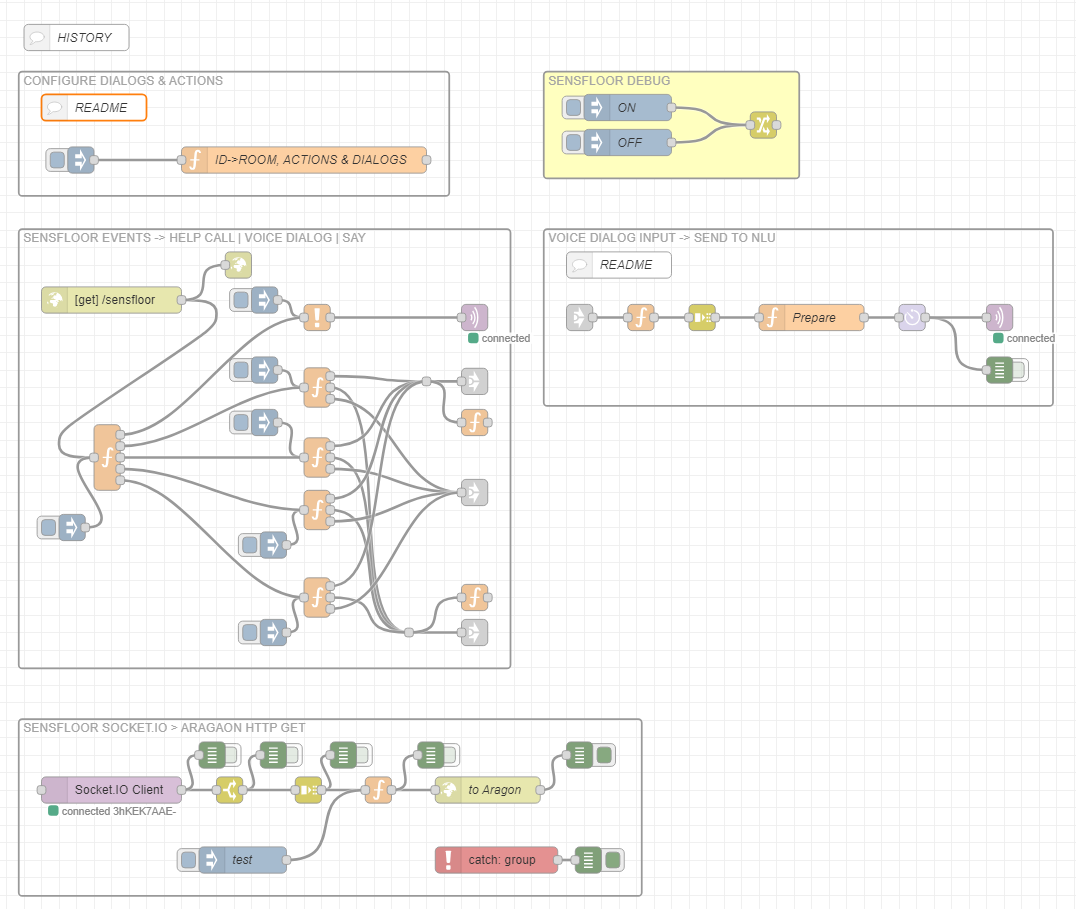 HISTORY
CONFIGURE DIALOGS & ACTIONS
README
ID->ROOM, ACTIONS & DIALOGS
SENSFLOOR DEBUG
ON
OFF
SENSFLOOR EVENTS -> HELP CALL | VOICE DIALOG | SAY
[get] /sensfloor
connected
VOICE DIALOG INPUT -> SEND TO NLU
README
Prepare
connected
SENSFLOOR SOCKET.IO > ARAGAON HTTP GET
Socket.IO Client
connected 3hKEK7AAE-
to Aragon
test
catch: group